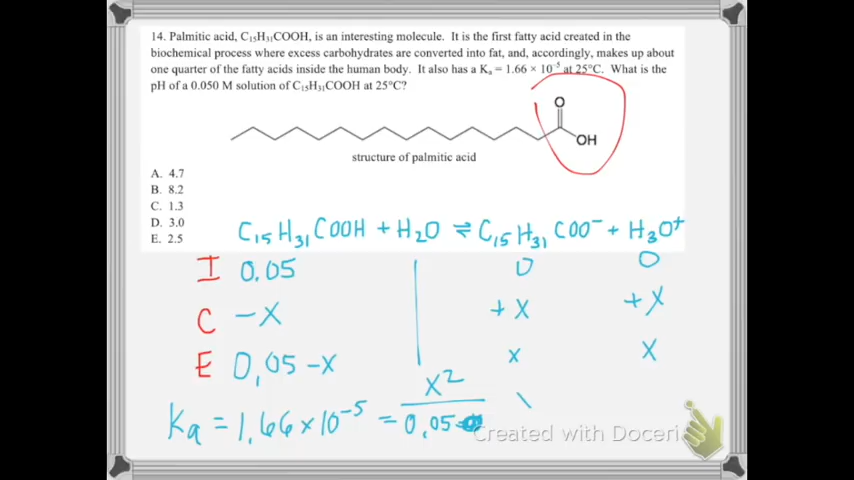 14. Palmitic acid, C₁₅H₃₁COOH, is an interesting molecule. It is the first fatty acid created in the
biochemical process where excess carbohydrates are converted into fat, and, accordingly, makes up about
one quarter of the fatty acids inside the human body. It also has a Kₐ = 1.66 × 10⁻⁵ at 25°C. What is the
pH of a 0.050 M solution of C₁₅H₃₁COOH at 25°C?
O
OH
structure of palmitic acid
A. 4.7
B. 8.2
C. 1.3
D. 3.0
E. 2.5
C₁₅H₃₁COOH + H₂O ⇌ C₁₅H₃₁COO⁻ + H₃O⁺
I 0.05 0 0
C -X +X +X
E 0,05-X X X
Ka = 1.66 × 10⁻⁵ = X² / 0.05
Created with Doceri